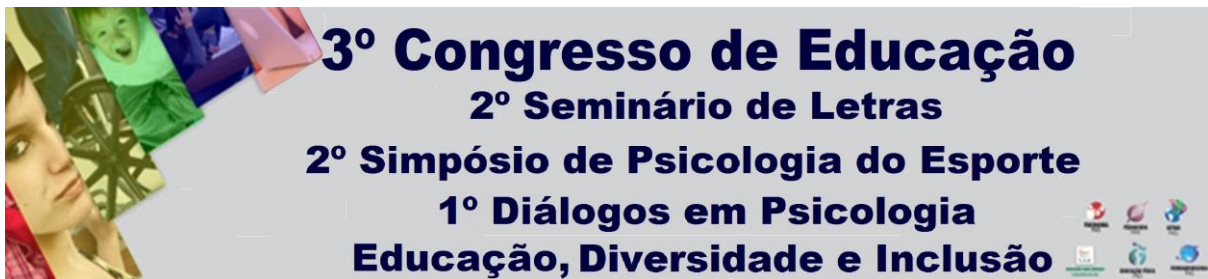 3º Congresso de Educação
2º Seminário de Letras
2º Simpósio de Psicologia do Esporte
1º Diálogos em Psicologia
Educação, Diversidade e Inclusão